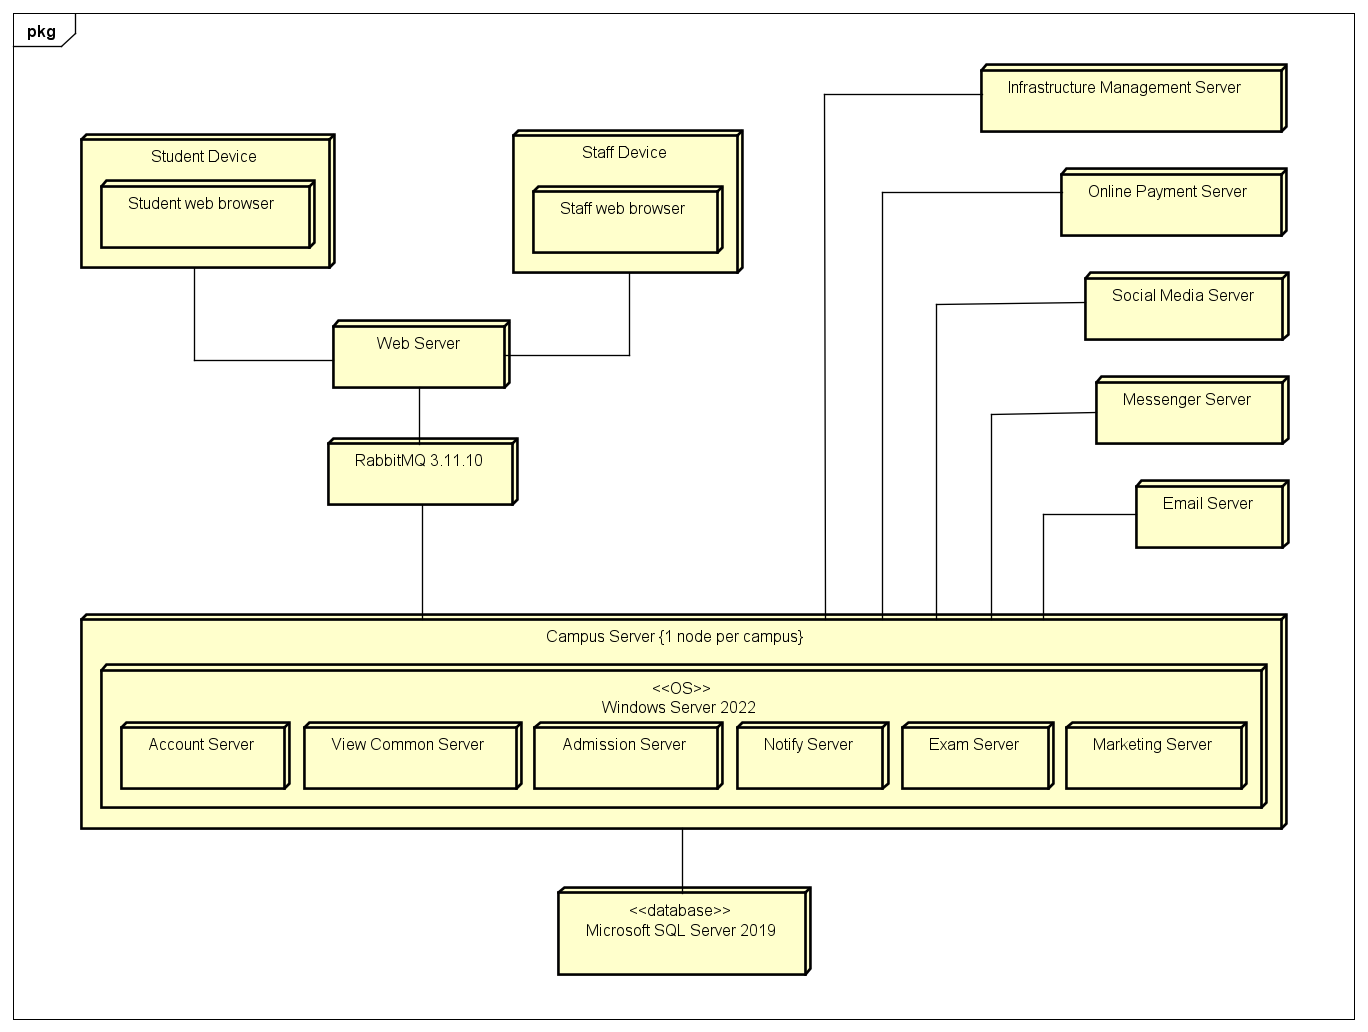 pkg
Infrastructure Management Server
Student Device
Student web browser
Staff Device
Staff web browser
Online Payment Server
Social Media Server
Web Server
Messenger Server
RabbitMQ 3.11.10
Email Server
Campus Server {1 node per campus}
<<OS>>
Windows Server 2022
Account Server
View Common Server
Admission Server
Notify Server
Exam Server
Marketing Server
<<database>>
Microsoft SQL Server 2019